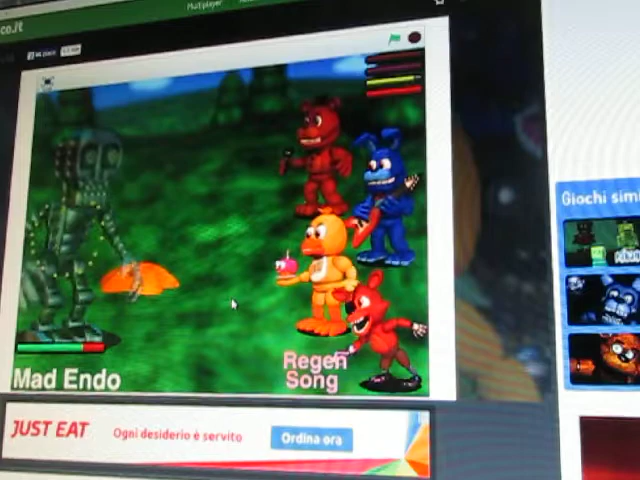 Multiplayer
co.it
Mad Endo
Regen
Song
Giochi simi
JUST EAT
Ogni desiderio è servito
Ordina ora